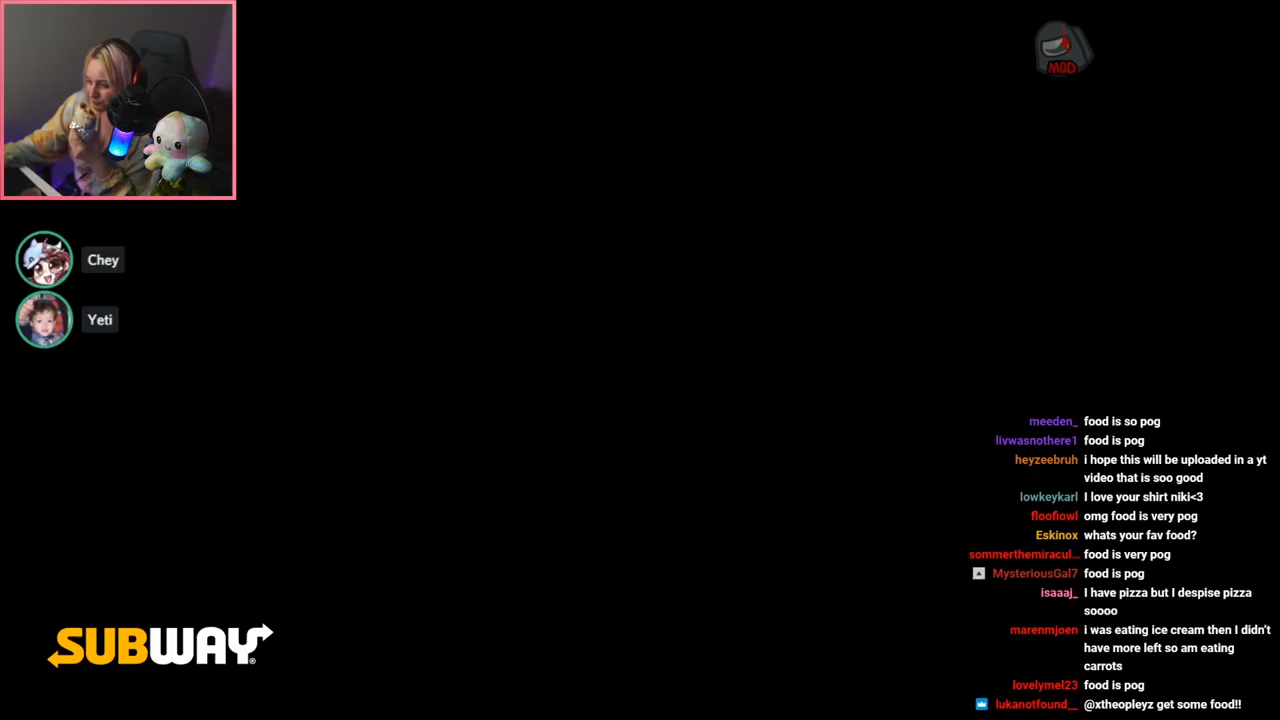 MOD
Chey
Yeti
meeden_ food is so pog
livwasnothere1 food is pog
heyzeebruh i hope this will be uploaded in a yt
video that is soo good
lowkeykarl I love your shirt niki<3
floofiowl omg food is very pog
Eskinox whats your fav food?
sommerthemiracul... food is very pog
MysteriousGal7 food is pog
isaaaj_ I have pizza but I despise pizza
soooo
marenmjoen i was eating ice cream then I didn't
have more left so am eating
carrots
lovelymel23 food is pog
lukanotfound__ @xtheopleyz get some food!!
SUBWAY®